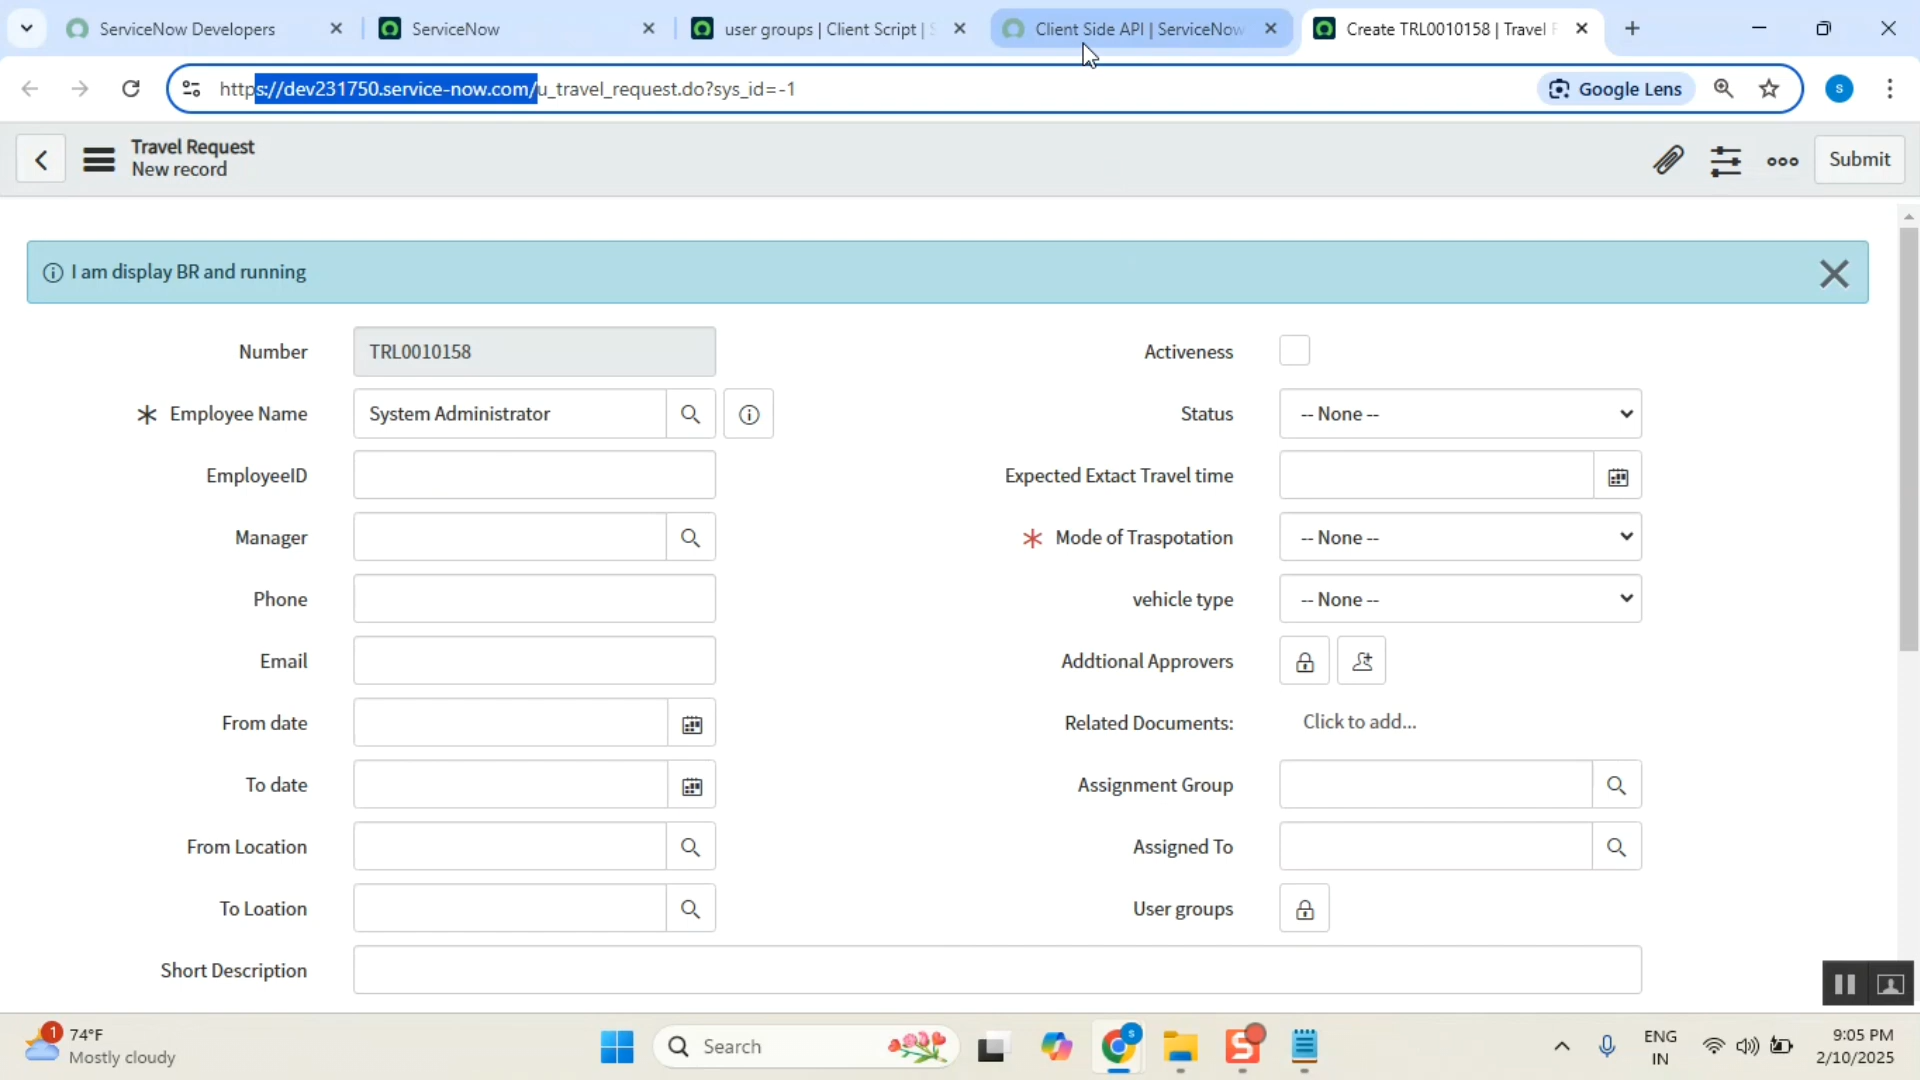 ServiceNow Developers
ServiceNow
user groups | Client Script |
Client Side API | ServiceNow
Create TRL0010158 | Travel
https://dev231750.service-now.com/u_travel_request.do?sys_id=-1
Google Lens
s
Travel Request
New record
Submit
I am display BR and running
Number
TRL0010158
Activeness
Employee Name
System Administrator
Status
-- None --
EmployeeID
Expected Extact Travel time
Manager
Mode of Traspotation
-- None --
Phone
vehicle type
-- None --
Email
Addtional Approvers
From date
Related Documents:
Click to add...
To date
Assignment Group
From Location
Assigned To
To Loation
User groups
Short Description
1
74°F
Mostly cloudy
Search
s
S
ENG
IN
9:05 PM
2/10/2025